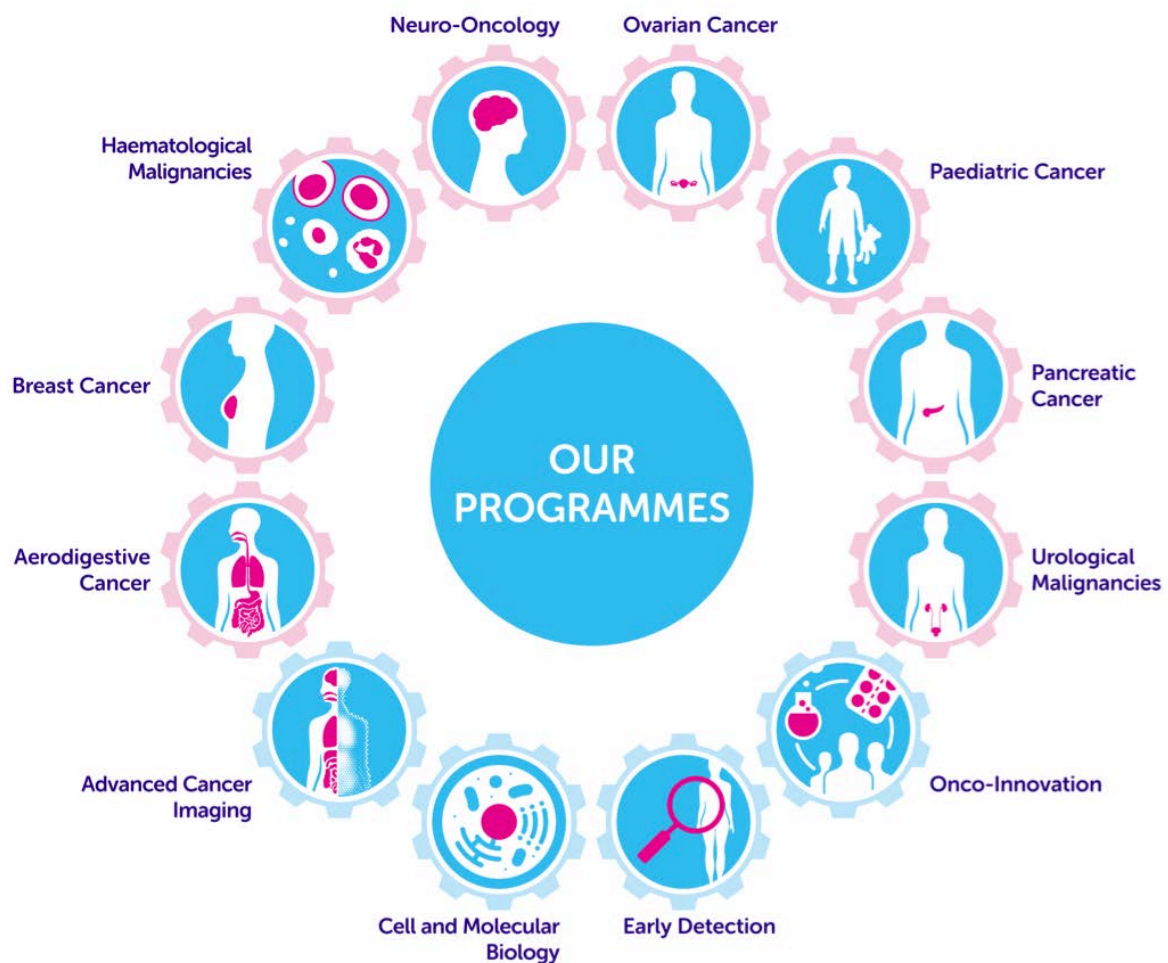 Neuro-Oncology
Ovarian Cancer
Haematological
Malignancies
Paediatric Cancer
Breast Cancer
Pancreatic
Cancer
OUR
PROGRAMMES
Aerodigestive
Cancer
Urological
Malignancies
Advanced Cancer
Imaging
Onco-Innovation
Cell and Molecular
Biology
Early Detection